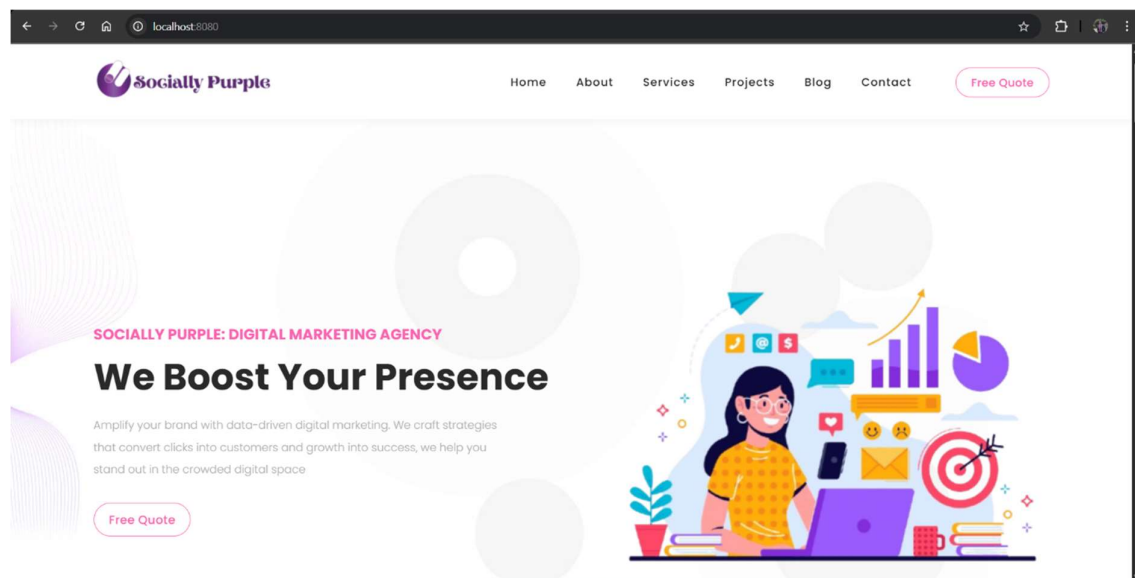 localhost:8080
Socially Purple
Home About Services Projects Blog Contact Free Quote
SOCIALLY PURPLE: DIGITAL MARKETING AGENCY
We Boost Your Presence
Amplify your brand with data-driven digital marketing. We craft strategies
that convert clicks into customers and growth into success, we help you
stand out in the crowded digital space
Free Quote
@ $